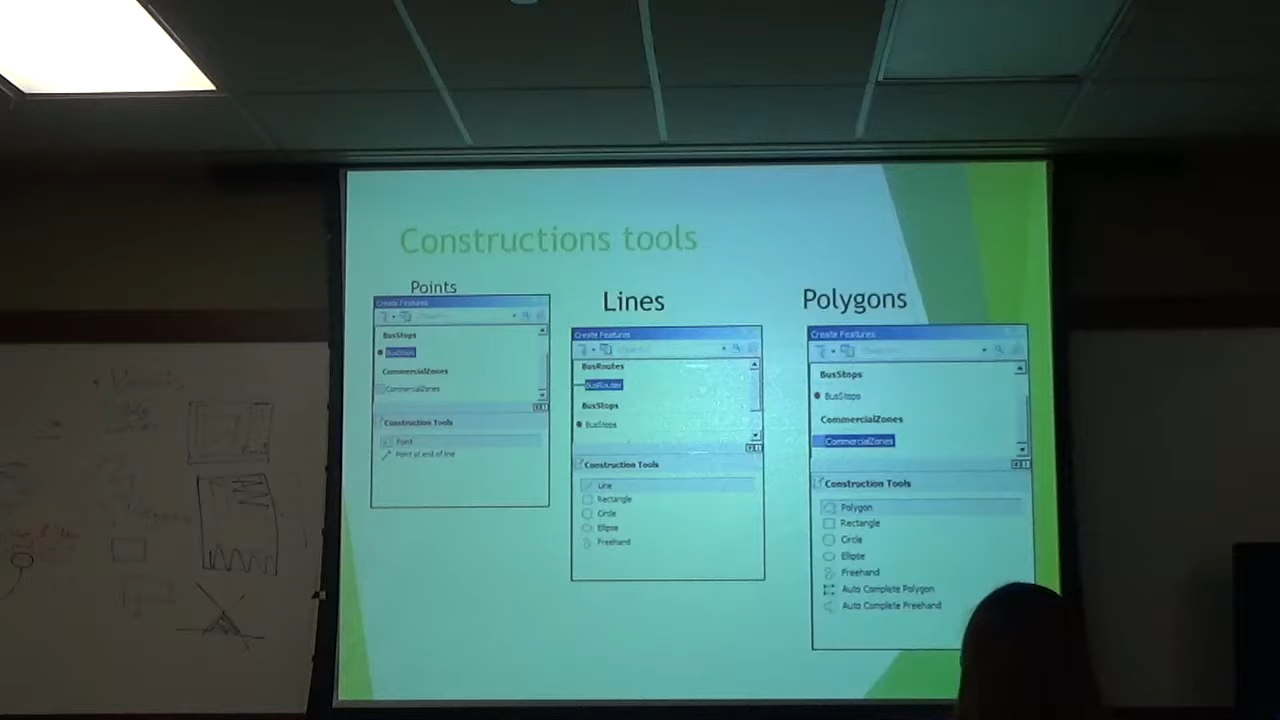 Constructions tools
Points
Create Features
BusStops
BusStops
CommercialZones
CommercialZones
Construction Tools
Point
Point at end of line
Lines
Create Features
BusRoutes
BusRoutes
BusStops
BusStops
Construction Tools
Line
Rectangle
Circle
Ellipse
Freehand
Polygons
Create Features
BusStops
BusStops
CommercialZones
CommercialZones
Construction Tools
Polygon
Rectangle
Circle
Ellipse
Freehand
Auto Complete Polygon
Auto Complete Freehand